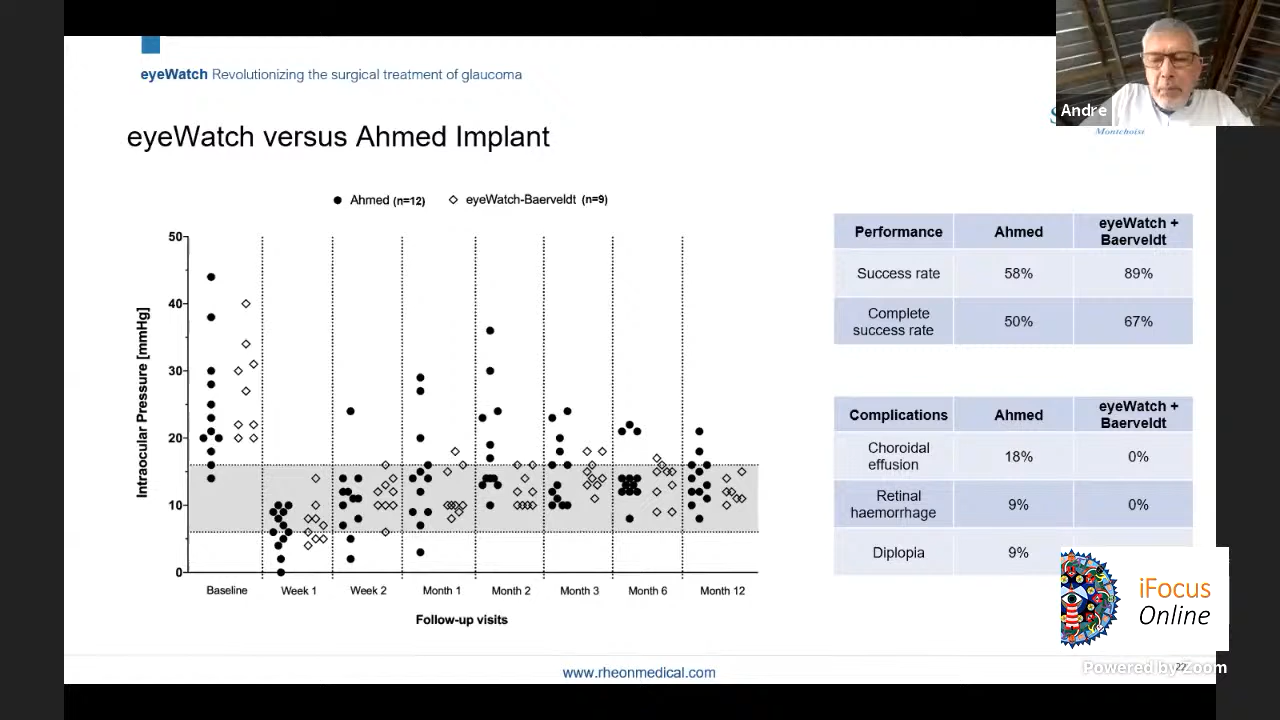 eyeWatch Revolutionizing the surgical treatment of glaucoma
Andre
Montchoisi
eyeWatch versus Ahmed Implant
Ahmed (n=12) eyeWatch-Baerveldt (n=9)
Intraocular Pressure [mmHg]
50
40
30
20
10
0
Baseline Week 1 Week 2 Month 1 Month 2 Month 3 Month 6 Month 12
Follow-up visits
Performance Ahmed eyeWatch + Baerveldt
Success rate 58% 89%
Complete success rate 50% 67%
Complications Ahmed eyeWatch + Baerveldt
Choroidal effusion 18% 0%
Retinal haemorrhage 9% 0%
Diplopia 9%
iFocus
Online
www.rheonmedical.com
Powered by Zoom
22